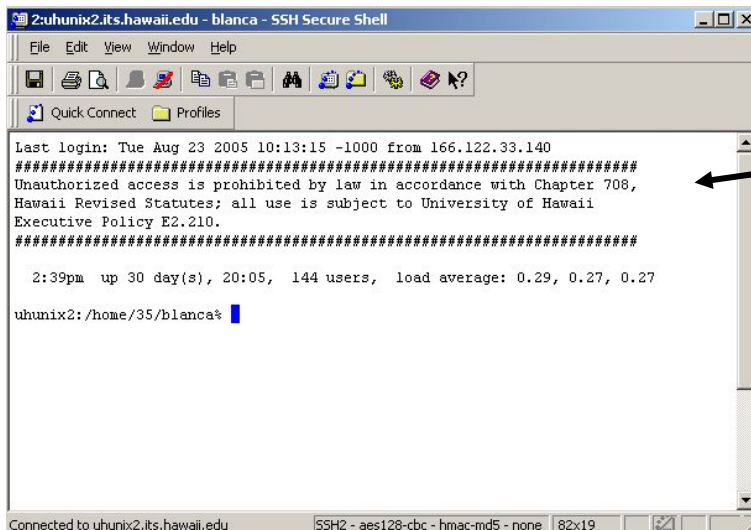 2:uhunix2.its.hawaii.edu - blanca - SSH Secure Shell
File Edit View Window Help
Quick Connect Profiles
Last login: Tue Aug 23 2005 10:13:15 -1000 from 166.122.33.140
########################################################################
Unauthorized access is prohibited by law in accordance with Chapter 708,
Hawaii Revised Statutes; all use is subject to University of Hawaii
Executive Policy E2.210.
########################################################################
2:39pm up 30 day(s), 20:05, 144 users, load average: 0.29, 0.27, 0.27
uhunix2:/home/35/blanca%
Connected to uhunix2.its.hawaii.edu SSH2 - aes128-cbc - hmac-md5 - none 82x19